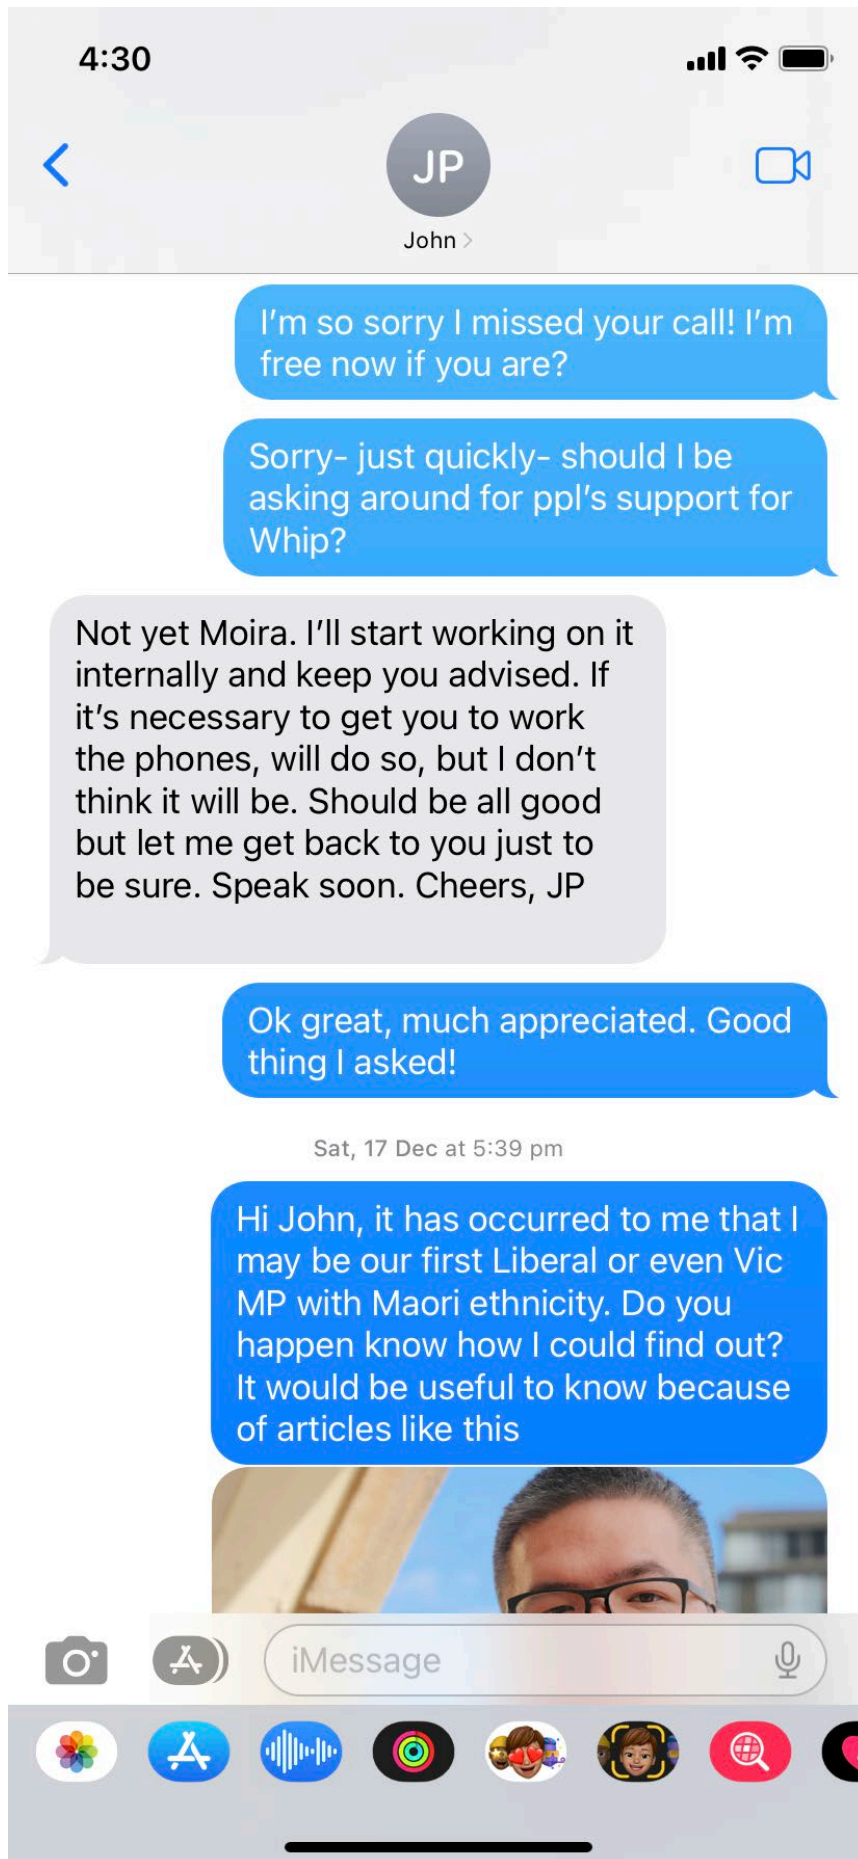 4:30
JP
John
I'm so sorry I missed your call! I'm
free now if you are?
Sorry- just quickly- should I be
asking around for ppl's support for
Whip?
Not yet Moira. I'll start working on it
internally and keep you advised. If
it's necessary to get you to work
the phones, will do so, but I don't
think it will be. Should be all good
but let me get back to you just to
be sure. Speak soon. Cheers, JP
Ok great, much appreciated. Good
thing I asked!
Sat, 17 Dec at 5:39 pm
Hi John, it has occurred to me that I
may be our first Liberal or even Vic
MP with Maori ethnicity. Do you
happen know how I could find out?
It would be useful to know because
of articles like this
iMessage